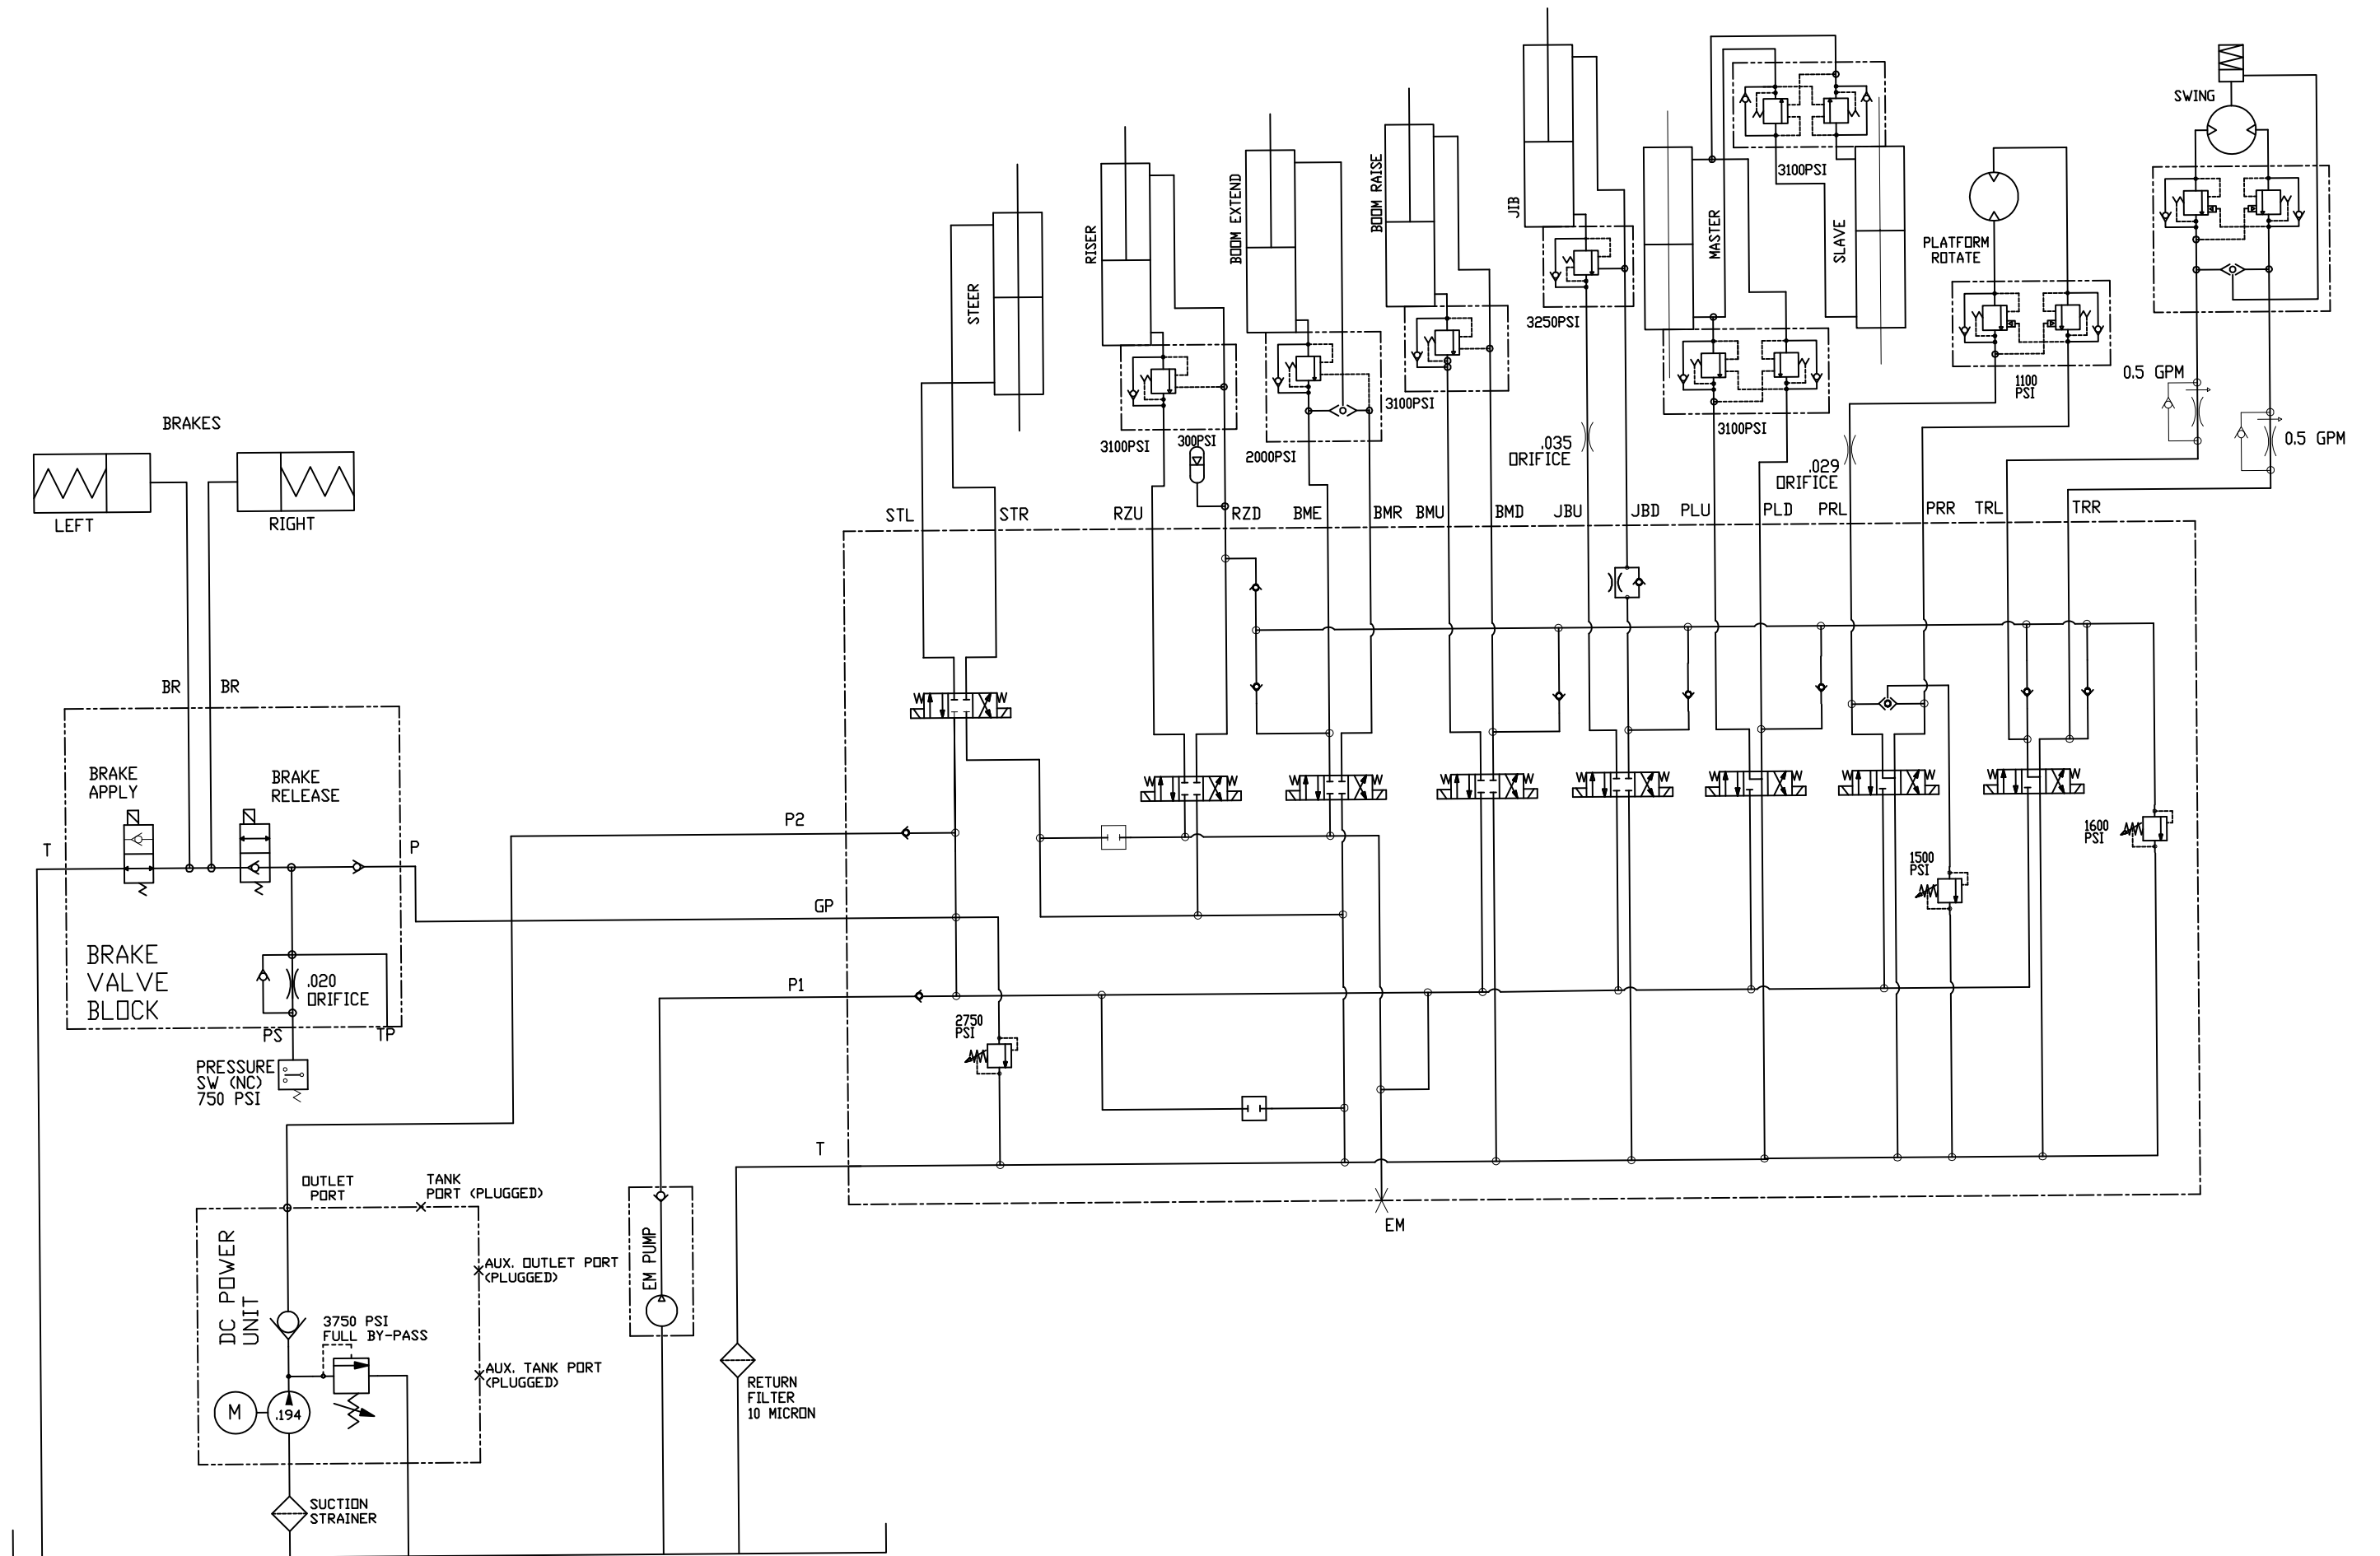 SWING
3100PSI
JIB
BOOM RAISE
BOOM EXTEND
RISER
STEER
MASTER
SLAVE
PLATFORM
ROTATE
3250PSI
3100PSI
3100PSI
1100
PSI
0.5 GPM
0.5 GPM
3100PSI
300PSI
2000PSI
.035
ORIFICE
.029
ORIFICE
BRAKES
LEFT
RIGHT
STL
STR
RZU
RZD
BME
BMR
BMU
BMD
JBU
JBD
PLU
PLD
PRL
PRR
TRL
TRR
BR
BR
BRAKE
APPLY
BRAKE
RELEASE
T
P
P2
GP
P1
T
1600
PSI
1500
PSI
2750
PSI
BRAKE
VALVE
BLOCK
.020
ORIFICE
PS
TP
PRESSURE
SW (NC)
750 PSI
OUTLET
PORT
TANK
PORT (PLUGGED)
EM
DC POWER
UNIT
EM PUMP
AUX. OUTLET PORT
(PLUGGED)
3750 PSI
FULL BY-PASS
AUX. TANK PORT
(PLUGGED)
M
.194
RETURN
FILTER
10 MICRON
SUCTION
STRAINER